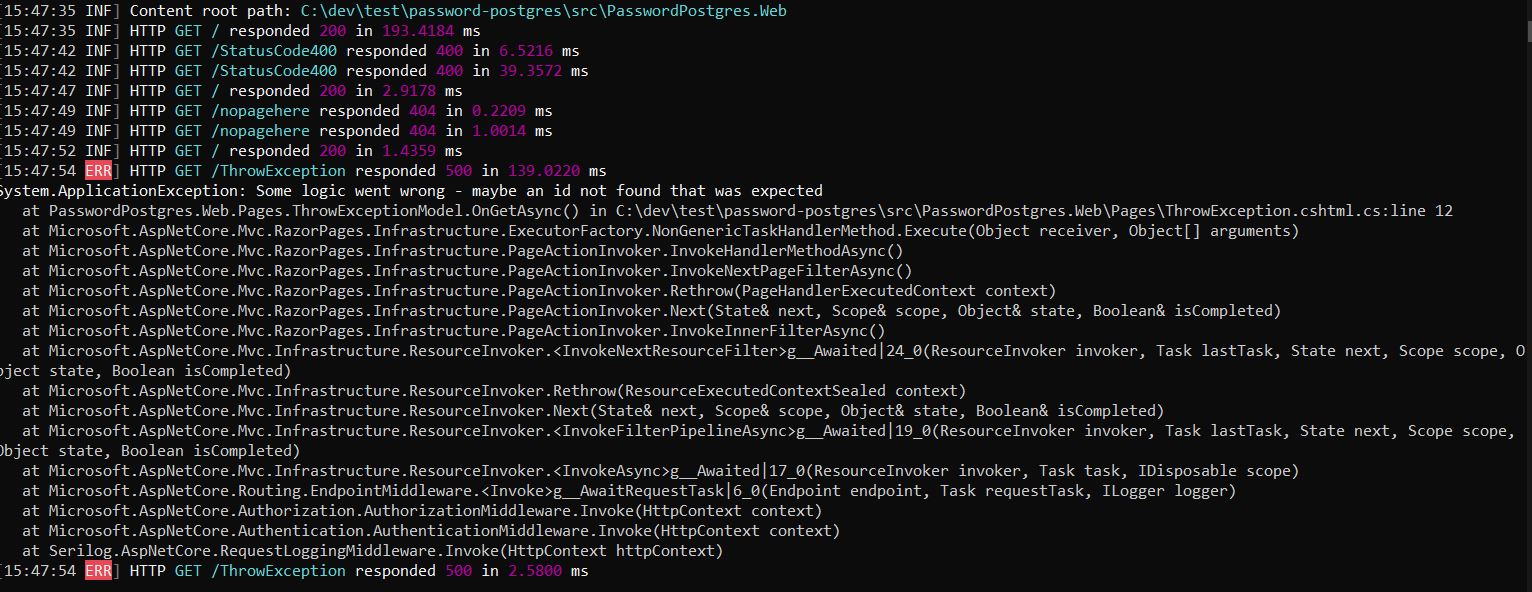 [15:47:35 INF] Content root path: C:\dev\test\password-postgres\src\PasswordPostgres.Web
[15:47:35 INF] HTTP GET / responded 200 in 193.4184 ms
[15:47:42 INF] HTTP GET /StatusCode400 responded 400 in 6.5216 ms
[15:47:42 INF] HTTP GET /StatusCode400 responded 400 in 39.3572 ms
[15:47:47 INF] HTTP GET / responded 200 in 2.9178 ms
[15:47:49 INF] HTTP GET /nopagehere responded 404 in 0.2209 ms
[15:47:49 INF] HTTP GET /nopagehere responded 404 in 1.0014 ms
[15:47:52 INF] HTTP GET / responded 200 in 1.4359 ms
[15:47:54 ERR] HTTP GET /ThrowException responded 500 in 139.0220 ms
System.ApplicationException: Some logic went wrong - maybe an id not found that was expected
   at PasswordPostgres.Web.Pages.ThrowExceptionModel.OnGetAsync() in C:\dev\test\password-postgres\src\PasswordPostgres.Web\Pages\ThrowException.cshtml.cs:line 12
   at Microsoft.AspNetCore.Mvc.RazorPages.Infrastructure.ExecutorFactory.NonGenericTaskHandlerMethod.Execute(Object receiver, Object[] arguments)
   at Microsoft.AspNetCore.Mvc.RazorPages.Infrastructure.PageActionInvoker.InvokeHandlerMethodAsync()
   at Microsoft.AspNetCore.Mvc.RazorPages.Infrastructure.PageActionInvoker.InvokeNextPageFilterAsync()
   at Microsoft.AspNetCore.Mvc.RazorPages.Infrastructure.PageActionInvoker.Rethrow(PageHandlerExecutedContext context)
   at Microsoft.AspNetCore.Mvc.RazorPages.Infrastructure.PageActionInvoker.Next(State& next, Scope& scope, Object& state, Boolean& isCompleted)
   at Microsoft.AspNetCore.Mvc.RazorPages.Infrastructure.PageActionInvoker.InvokeInnerFilterAsync()
   at Microsoft.AspNetCore.Mvc.Infrastructure.ResourceInvoker.<InvokeNextResourceFilter>g__Awaited|24_0(ResourceInvoker invoker, Task lastTask, State next, Scope scope, O
bject state, Boolean isCompleted)
   at Microsoft.AspNetCore.Mvc.Infrastructure.ResourceInvoker.Rethrow(ResourceExecutedContextSealed context)
   at Microsoft.AspNetCore.Mvc.Infrastructure.ResourceInvoker.Next(State& next, Scope& scope, Object& state, Boolean& isCompleted)
   at Microsoft.AspNetCore.Mvc.Infrastructure.ResourceInvoker.<InvokeFilterPipelineAsync>g__Awaited|19_0(ResourceInvoker invoker, Task lastTask, State next, Scope scope,
Object state, Boolean isCompleted)
   at Microsoft.AspNetCore.Mvc.Infrastructure.ResourceInvoker.<InvokeAsync>g__Awaited|17_0(ResourceInvoker invoker, Task task, IDisposable scope)
   at Microsoft.AspNetCore.Routing.EndpointMiddleware.<Invoke>g__AwaitRequestTask|6_0(Endpoint endpoint, Task requestTask, ILogger logger)
   at Microsoft.AspNetCore.Authorization.AuthorizationMiddleware.Invoke(HttpContext context)
   at Microsoft.AspNetCore.Authentication.AuthenticationMiddleware.Invoke(HttpContext context)
   at Serilog.AspNetCore.RequestLoggingMiddleware.Invoke(HttpContext httpContext)
[15:47:54 ERR] HTTP GET /ThrowException responded 500 in 2.5800 ms